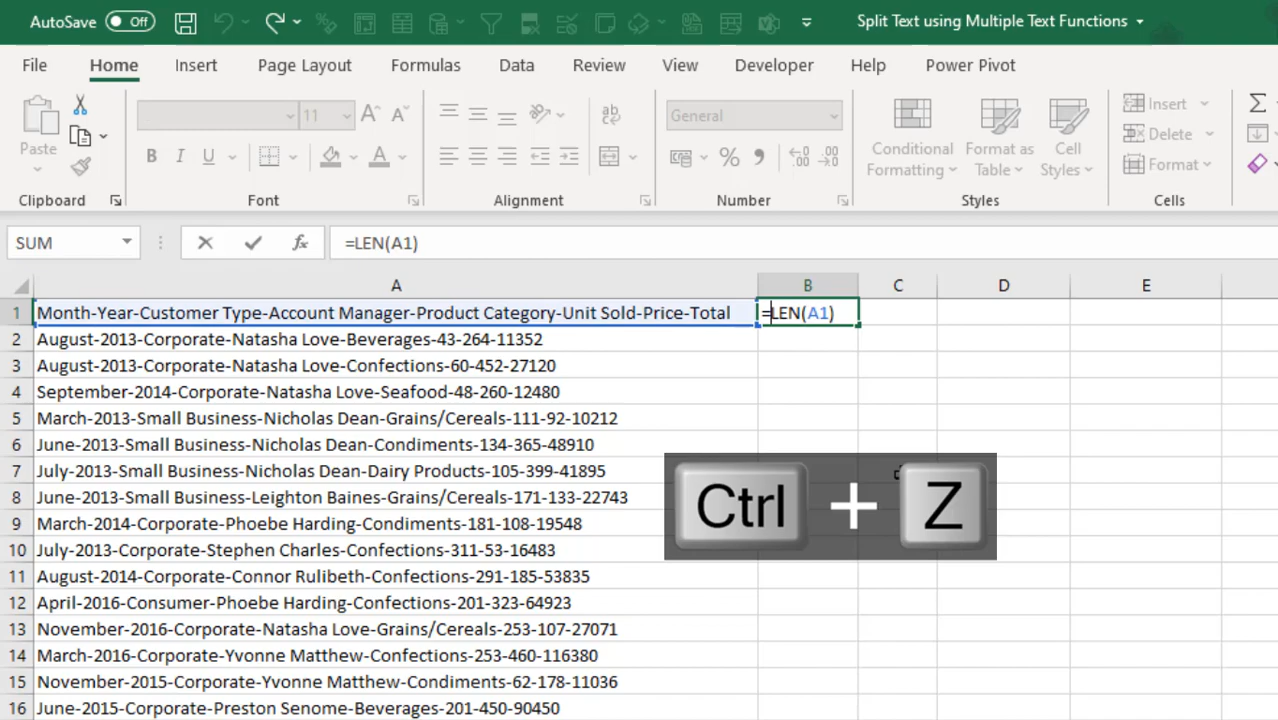 AutoSave Off Split Text using Multiple Text Functions
File Home Insert Page Layout Formulas Data Review View Developer Help Power Pivot
11 A A ab General Insert Σ
Paste B I U A % 9 Conditional Formatting Format as Table Cell Styles Delete
Format
Clipboard Font Alignment Number Styles Cells
SUM fx =LEN(A1)
A B C D E
1 Month-Year-Customer Type-Account Manager-Product Category-Unit Sold-Price-Total =LEN(A1)
2 August-2013-Corporate-Natasha Love-Beverages-43-264-11352
3 August-2013-Corporate-Natasha Love-Confections-60-452-27120
4 September-2014-Corporate-Natasha Love-Seafood-48-260-12480
5 March-2013-Small Business-Nicholas Dean-Grains/Cereals-111-92-10212
6 June-2013-Small Business-Nicholas Dean-Condiments-134-365-48910
7 July-2013-Small Business-Nicholas Dean-Dairy Products-105-399-41895
8 June-2013-Small Business-Leighton Baines-Grains/Cereals-171-133-22743
Ctrl + Z
9 March-2014-Corporate-Phoebe Harding-Condiments-181-108-19548
10 July-2013-Corporate-Stephen Charles-Confections-311-53-16483
11 August-2014-Corporate-Connor Rulibeth-Confections-291-185-53835
12 April-2016-Consumer-Phoebe Harding-Confections-201-323-64923
13 November-2016-Corporate-Natasha Love-Grains/Cereals-253-107-27071
14 March-2016-Corporate-Yvonne Matthew-Confections-253-460-116380
15 November-2015-Corporate-Yvonne Matthew-Condiments-62-178-11036
16 June-2015-Corporate-Preston Senome-Beverages-201-450-90450